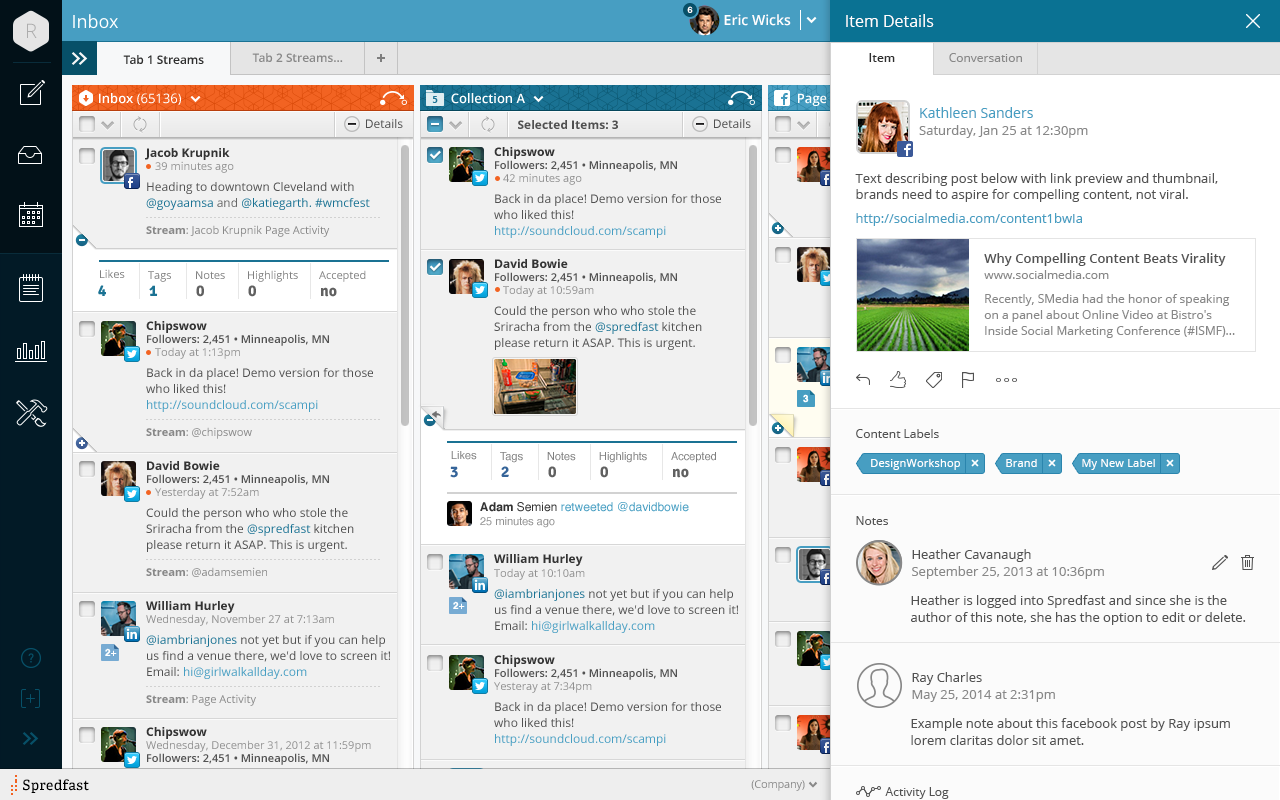 R
Inbox
6
Eric Wicks
Tab 1 Streams
Tab 2 Streams...
+
Inbox (65136)
Details
Jacob Krupnik
39 minutes ago
Heading to downtown Cleveland with
@goyaamsa and @katiegarth. #wmcfest
Stream: Jacob Krupnik Page Activity
Likes
Tags
Notes
Highlights
Accepted
4
1
0
0
no
Chipswow
Followers: 2,451 • Minneapolis, MN
Today at 1:13pm
Back in da place! Demo version for those
who liked this!
http://soundcloud.com/scampi
Stream: @chipswow
David Bowie
Followers: 2,451 • Minneapolis, MN
Yesterday at 7:52am
Could the person who who stole the
Sriracha from the @spredfast kitchen
please return it ASAP. This is urgent.
Stream: @adamsemien
William Hurley
Wednesday, November 27 at 7:13am
2+
@iambrianjones not yet but if you can help
us find a venue there, we'd love to screen it!
Email: hi@girlwalkallday.com
Stream: Page Activity
Chipswow
Wednesday, December 31, 2012 at 11:59pm
Followers: 2,451 • Minneapolis, MN
5
Collection A
Selected Items: 3
Details
Chipswow
Followers: 2,451 • Minneapolis, MN
42 minutes ago
Back in da place! Demo version for those
who liked this!
http://soundcloud.com/scampi
David Bowie
Followers: 2,451 • Minneapolis, MN
Today at 10:59am
Could the person who who stole the
Sriracha from the @spredfast kitchen
please return it ASAP. This is urgent.
Likes
Tags
Notes
Highlights
Accepted
3
2
0
0
no
Adam Semien retweeted @davidbowie
25 minutes ago
William Hurley
Today at 10:10am
2+
@iambrianjones not yet but if you can help
us find a venue there, we'd love to screen it!
Email: hi@girlwalkallday.com
Chipswow
Followers: 2,451 • Minneapolis, MN
Yesteray at 7:34pm
Back in da place! Demo version for those
who liked this!
http://soundcloud.com/scampi
Page
3
Item Details
Item
Conversation
Kathleen Sanders
Saturday, Jan 25 at 12:30pm
Text describing post below with link preview and thumbnail,
brands need to aspire for compelling content, not viral.
http://socialmedia.com/content1bwIa
Why Compelling Content Beats Virality
www.socialmedia.com
Recently, SMedia had the honor of speaking
on a panel about Online Video at Bistro's
Inside Social Marketing Conference (#ISMF)...
Content Labels
DesignWorkshop ×
Brand ×
My New Label ×
Notes
Heather Cavanaugh
September 25, 2013 at 10:36pm
Heather is logged into Spredfast and since she is the
author of this note, she has the option to edit or delete.
Ray Charles
May 25, 2014 at 2:31pm
Example note about this facebook post by Ray ipsum
lorem claritas dolor sit amet.
Activity Log
Spredfast
(Company)